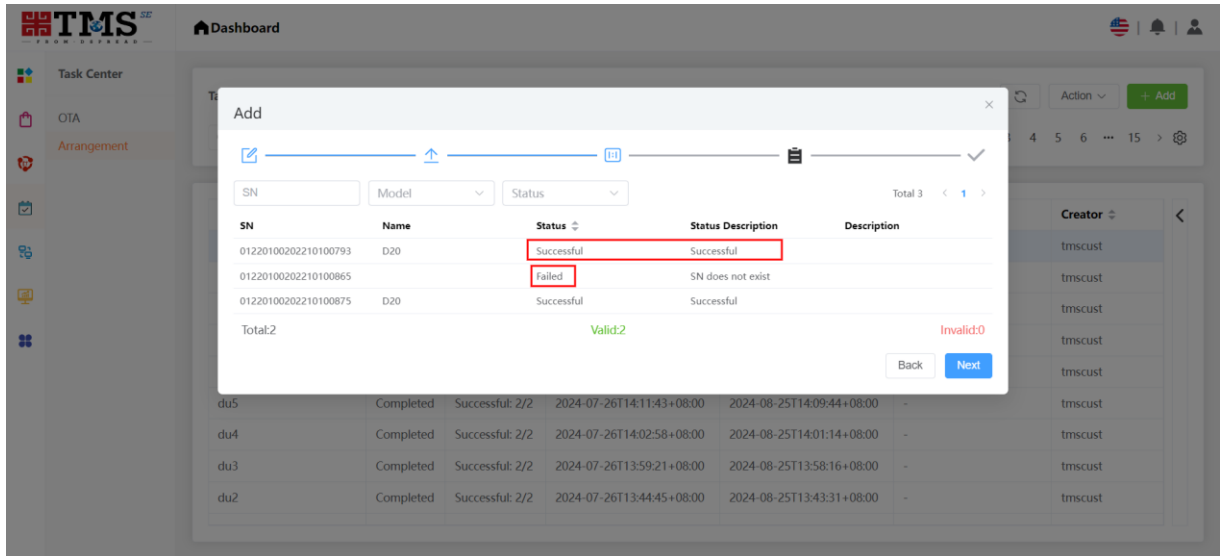 TMS SE
FROM USPREAD
Dashboard
Task Center
OTA
Arrangement
Action
+ Add
4 5 6 ••• 15 >
Add
1:1
SN Model Status Total 3 < 1 >
SN Name Status Status Description Description
01220100202210100793 D20 Successful Successful
01220100202210100865 Failed SN does not exist
01220100202210100875 D20 Successful Successful
Total:2 Valid:2 Invalid:0
Back Next
Creator
tmscust
tmscust
tmscust
tmscust
tmscust
du5 Completed Successful: 2/2 2024-07-26T14:11:43+08:00 2024-08-25T14:09:44+08:00 - tmscust
du4 Completed Successful: 2/2 2024-07-26T14:02:58+08:00 2024-08-25T14:01:14+08:00 - tmscust
du3 Completed Successful: 2/2 2024-07-26T13:59:21+08:00 2024-08-25T13:58:16+08:00 - tmscust
du2 Completed Successful: 2/2 2024-07-26T13:44:45+08:00 2024-08-25T13:43:31+08:00 - tmscust